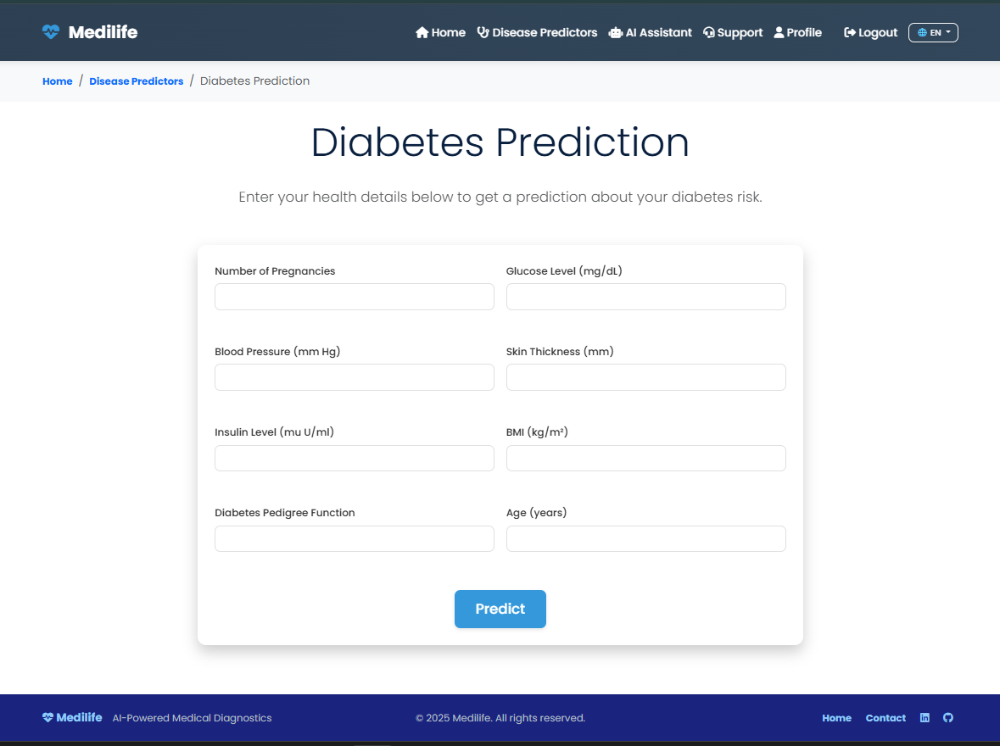 Medilife Home Disease Predictors AI Assistant Support Profile Logout EN
Home / Disease Predictors / Diabetes Prediction
Diabetes Prediction
Enter your health details below to get a prediction about your diabetes risk.
Number of Pregnancies Glucose Level (mg/dL)
Blood Pressure (mm Hg) Skin Thickness (mm)
Insulin Level (mu U/ml) BMI (kg/m²)
Diabetes Pedigree Function Age (years)
Predict
Medilife AI-Powered Medical Diagnostics © 2025 Medilife. All rights reserved. Home Contact